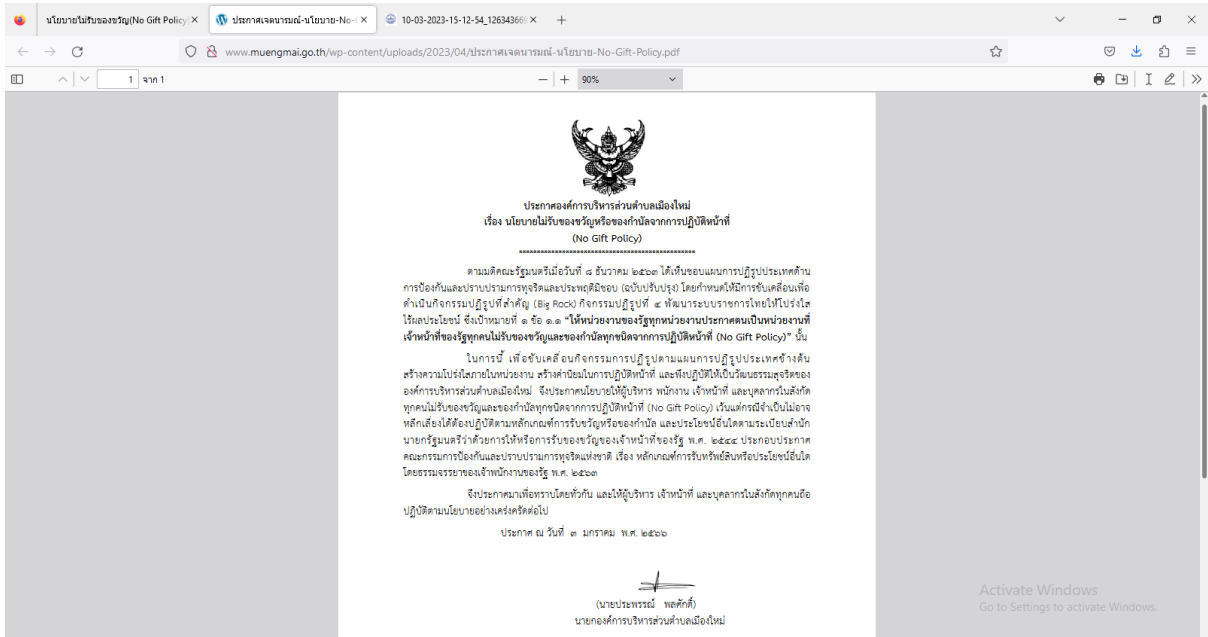 นโยบายไม่รับของขวัญ(No Gift Policy)
ประกาศเจตนารมณ์-นโยบาย-No-G
10-03-2023-15-12-54_126343669
www.muengmai.go.th/wp-content/uploads/2023/04/ประกาศเจตนารมณ์-นโยบาย-No-Gift-Policy.pdf
1 จาก 1
90%
ประกาศองค์การบริหารส่วนตำบลเมืองใหม่
เรื่อง นโยบายไม่รับของขวัญหรือของกำนัลจากการปฏิบัติหน้าที่
(No Gift Policy)
ตามมติคณะรัฐมนตรีเมื่อวันที่ ๘ ธันวาคม ๒๕๖๓ ได้เห็นชอบแผนการปฏิรูปประเทศด้าน
การป้องกันและปราบปรามการทุจริตและประพฤติมิชอบ (ฉบับปรับปรุง) โดยกำหนดให้มีการขับเคลื่อนเพื่อ
ดำเนินกิจกรรมปฏิรูปที่สำคัญ (Big Rock) กิจกรรมปฏิรูปที่ ๔ พัฒนาระบบราชการไทยให้โปร่งใส
ไร้ผลประโยชน์ ซึ่งเป้าหมายที่ ๑ ข้อ ๑.๑ “ให้หน่วยงานของรัฐทุกหน่วยงานประกาศตนเป็นหน่วยงานที่
เจ้าหน้าที่ของรัฐทุกคนไม่รับของขวัญและของกำนัลทุกชนิดจากการปฏิบัติหน้าที่ (No Gift Policy)” นั้น
ในการนี้ เพื่อขับเคลื่อนกิจกรรมการปฏิรูปตามแผนการปฏิรูปประเทศข้างต้น
สร้างความโปร่งใสภายในหน่วยงาน สร้างค่านิยมในการปฏิบัติหน้าที่ และพึงปฏิบัติให้เป็นวัฒนธรรมสุจริตของ
องค์การบริหารส่วนตำบลเมืองใหม่ จึงประกาศนโยบายให้ผู้บริหาร พนักงาน เจ้าหน้าที่ และบุคลากรในสังกัด
ทุกคนไม่รับของขวัญและของกำนัลทุกชนิดจากการปฏิบัติหน้าที่ (No Gift Policy) เว้นแต่กรณีจำเป็นไม่อาจ
หลีกเลี่ยงได้ต้องปฏิบัติตามหลักเกณฑ์การรับขวัญหรือของกำนัล และประโยชน์อื่นใดตามระเบียบสำนัก
นายกรัฐมนตรีว่าด้วยการให้หรือการรับของขวัญของเจ้าหน้าที่ของรัฐ พ.ศ. ๒๕๔๔ ประกอบประกาศ
คณะกรรมการป้องกันและปราบปรามการทุจริตแห่งชาติ เรื่อง หลักเกณฑ์การรับทรัพย์สินหรือประโยชน์อื่นใด
โดยธรรมจรรยาของเจ้าพนักงานของรัฐ พ.ศ. ๒๕๖๓
จึงประกาศมาเพื่อทราบโดยทั่วกัน และให้ผู้บริหาร เจ้าหน้าที่ และบุคลากรในสังกัดทุกคนถือ
ปฏิบัติตามนโยบายอย่างเคร่งครัดต่อไป
ประกาศ ณ วันที่ ๓ มกราคม พ.ศ. ๒๕๖๖
(นายประพรรณ์ พลศักดิ์)
นายกองค์การบริหารส่วนตำบลเมืองใหม่
Activate Windows
Go to Settings to activate Windows.